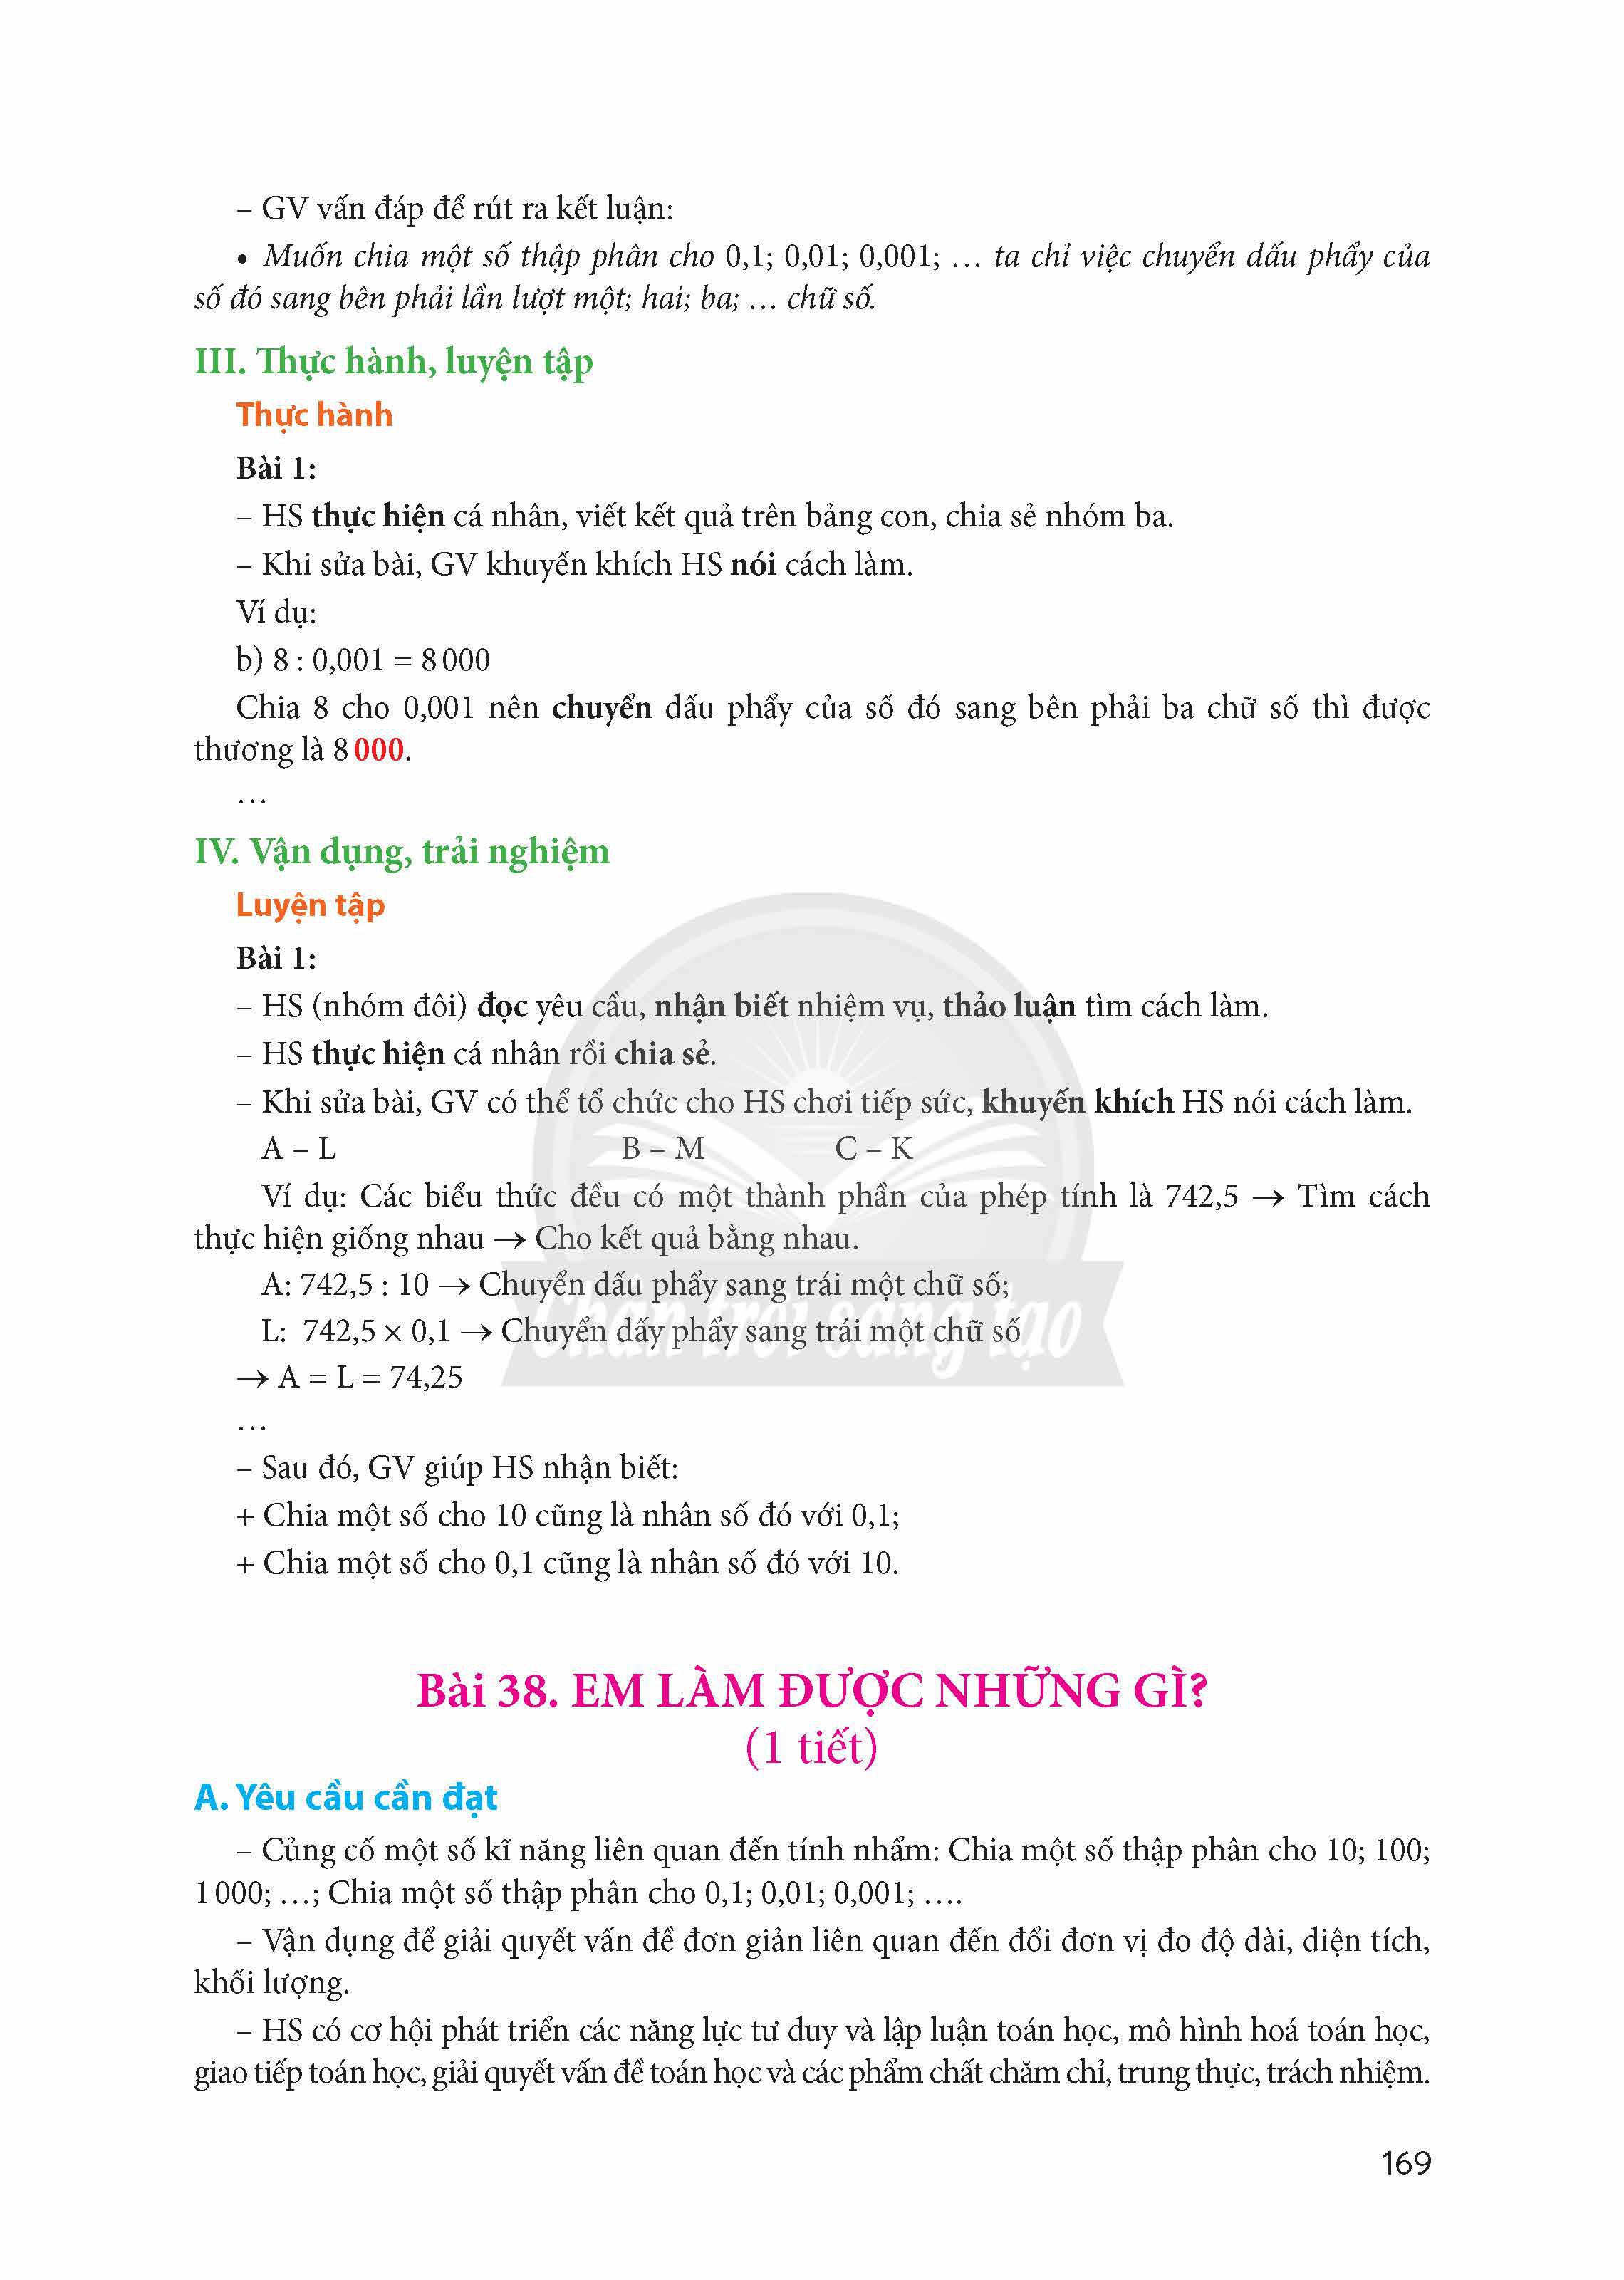 – GV vấn đáp để rút ra kết luận:
• Muốn chia một số thập phân cho 0,1; 0,01; 0,001; … ta chỉ việc chuyển dấu phẩy của
số đó sang bên phải lần lượt một; hai; ba; … chữ số.
III. Thực hành, luyện tập
Thực hành
Bài 1:
– HS thực hiện cá nhân, viết kết quả trên bảng con, chia sẻ nhóm ba.
– Khi sửa bài, GV khuyến khích HS nói cách làm.
Ví dụ:
b) 8 : 0,001 = 8 000
Chia 8 cho 0,001 nên chuyển dấu phẩy của số đó sang bên phải ba chữ số thì được
thương là 8 000.
…
IV. Vận dụng, trải nghiệm
Luyện tập
Bài 1:
– HS (nhóm đôi) đọc yêu cầu, nhận biết nhiệm vụ, thảo luận tìm cách làm.
– HS thực hiện cá nhân rồi chia sẻ.
– Khi sửa bài, GV có thể tổ chức cho HS chơi tiếp sức, khuyến khích HS nói cách làm.
A – L B – M C – K
Ví dụ: Các biểu thức đều có một thành phần của phép tính là 742,5 → Tìm cách
thực hiện giống nhau → Cho kết quả bằng nhau.
A: 742,5 : 10 → Chuyển dấu phẩy sang trái một chữ số;
L: 742,5 × 0,1 → Chuyển dấy phẩy sang trái một chữ số
Chân trời sáng tạo
→ A = L = 74,25
…
– Sau đó, GV giúp HS nhận biết:
+ Chia một số cho 10 cũng là nhân số đó với 0,1;
+ Chia một số cho 0,1 cũng là nhân số đó với 10.
Bài 38. EM LÀM ĐƯỢC NHỮNG GÌ?
(1 tiết)
A. Yêu cầu cần đạt
– Củng cố một số kĩ năng liên quan đến tính nhẩm: Chia một số thập phân cho 10; 100;
1 000; …; Chia một số thập phân cho 0,1; 0,01; 0,001; ….
– Vận dụng để giải quyết vấn đề đơn giản liên quan đến đổi đơn vị đo độ dài, diện tích,
khối lượng.
– HS có cơ hội phát triển các năng lực tư duy và lập luận toán học, mô hình hoá toán học,
giao tiếp toán học, giải quyết vấn đề toán học và các phẩm chất chăm chỉ, trung thực, trách nhiệm.
169